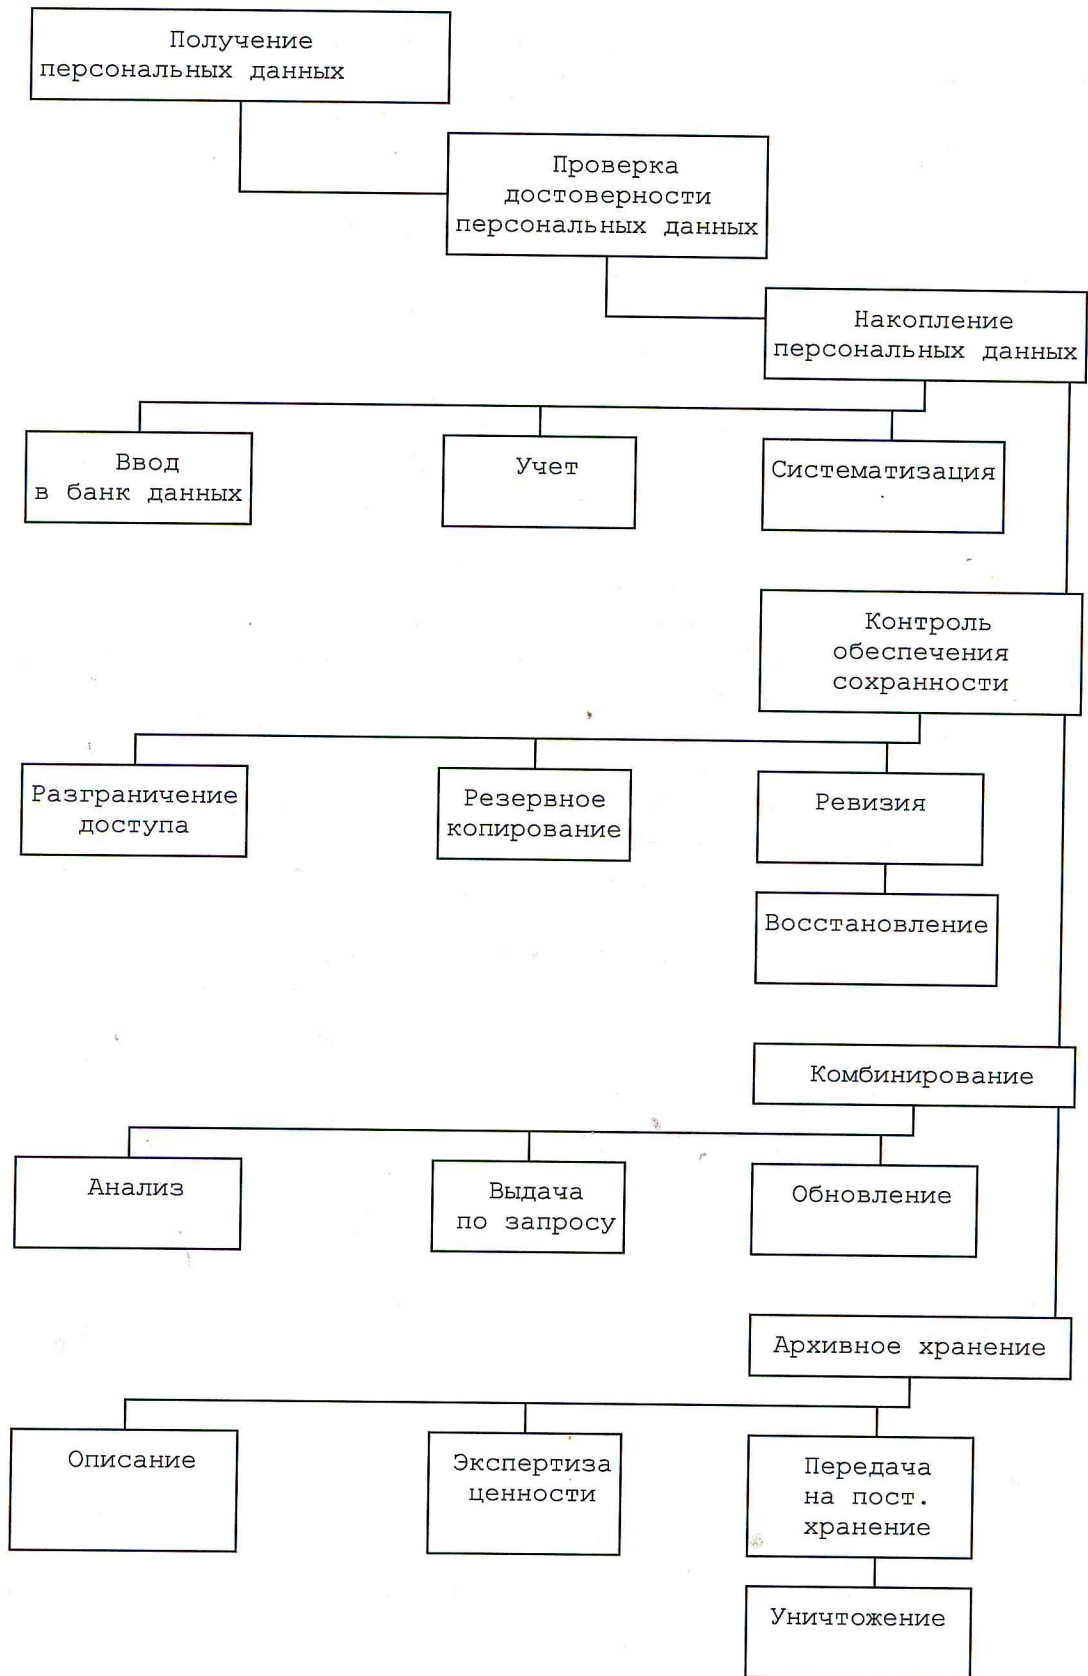 Получение
персональных данных
Проверка
достоверности
персональных данных
Накопление
персональных данных
Ввод
в банк данных
Учет
Систематизация
Контроль
обеспечения
сохранности
Разграничение
доступа
Резервное
копирование
Ревизия
Восстановление
Комбинирование
Анализ
Выдача
по запросу
Обновление
Архивное хранение
Описание
Экспертиза
ценности
Передача
на пост.
хранение
Уничтожение